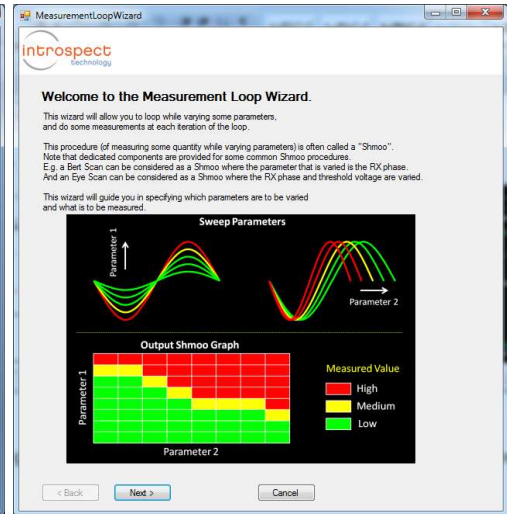 MeasurementLoopWizard
introspect
technology
Welcome to the Measurement Loop Wizard.
This wizard will allow you to loop while varying some parameters,
and do some measurements at each iteration of the loop.
This procedure (of measuring some quantity while varying parameters) is often called a "Shmoo".
Note that dedicated components are provided for some common Shmoo procedures.
E.g. a Bert Scan can be considered as a Shmoo where the parameter that is varied is the RX phase.
And an Eye Scan can be considered as a Shmoo where the RX phase and threshold voltage are varied.
This wizard will guide you in specifying which parameters are to be varied
and what is to be measured.
Sweep Parameters
Parameter 1
Parameter 2
Output Shmoo Graph
Parameter 1
Parameter 2
Measured Value
High
Medium
Low
< Back
Next >
Cancel